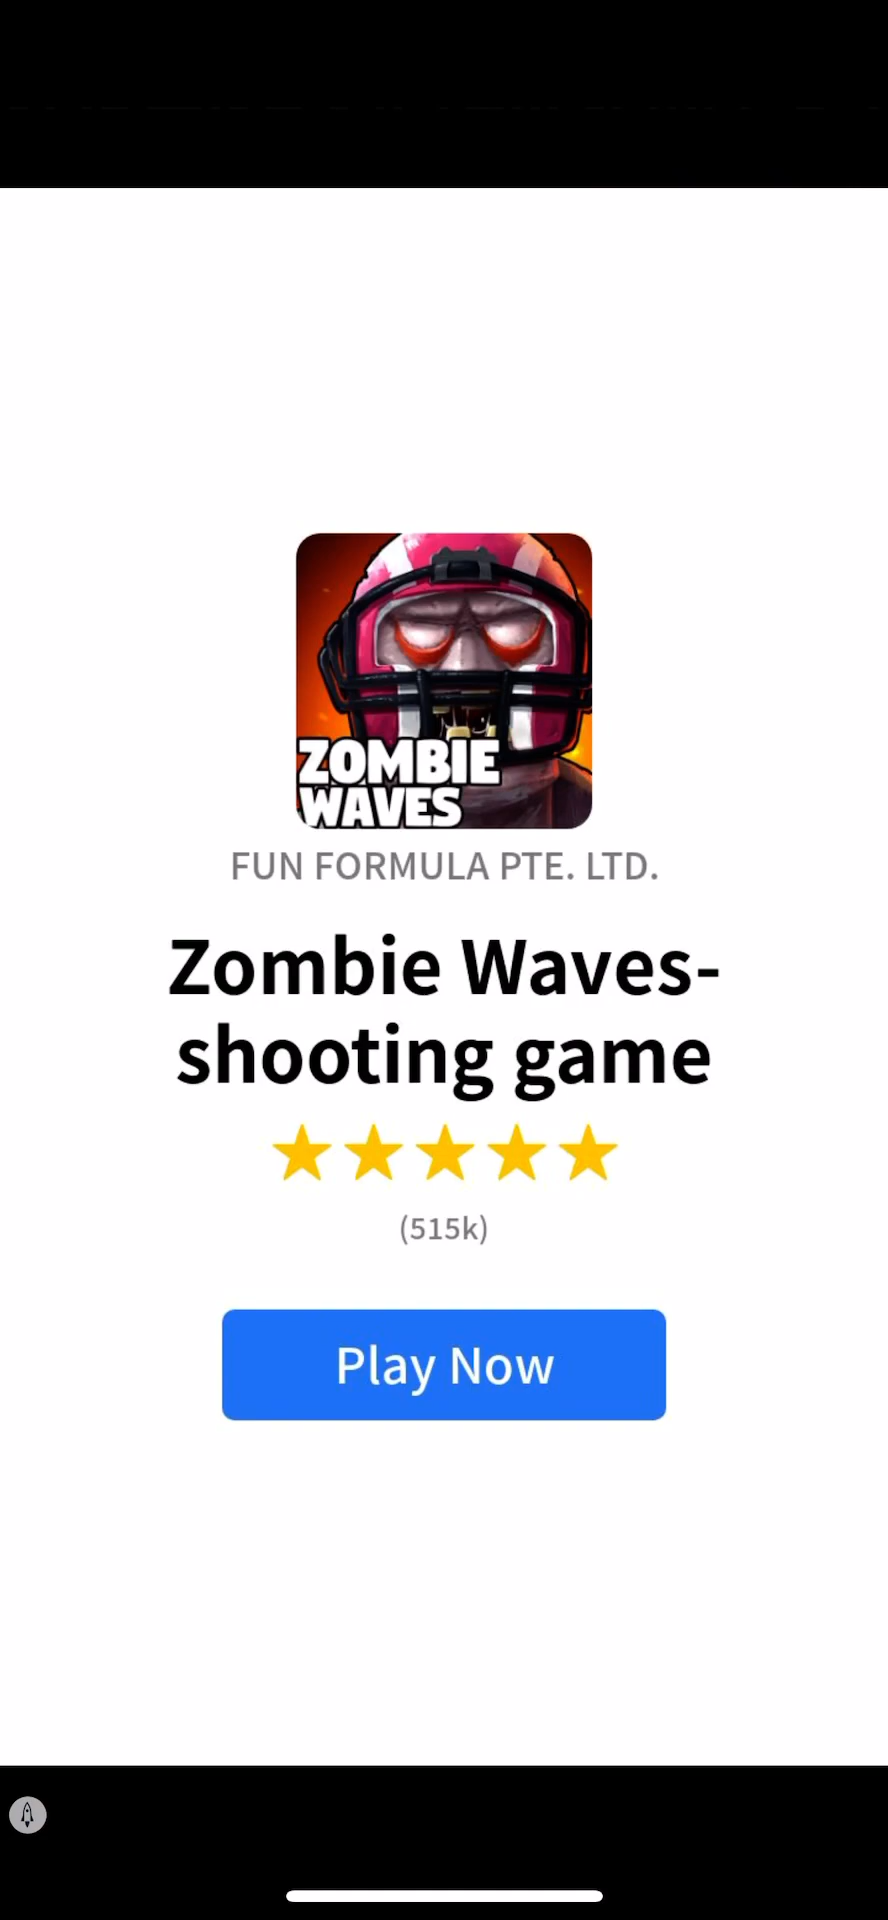 ZOMBIE
WAVES
FUN FORMULA PTE. LTD.
Zombie Waves-
shooting game
(515k)
Play Now